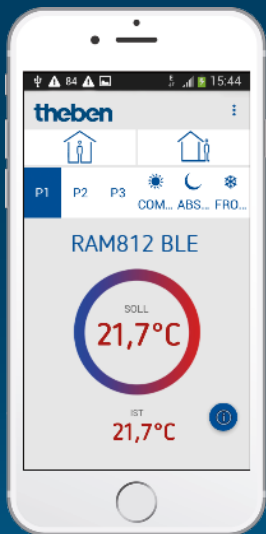 84 15:44
theben
P1 P2 P3 COM... ABS... FRO...
RAM812 BLE
SOLL
21,7°C
IST
21,7°C